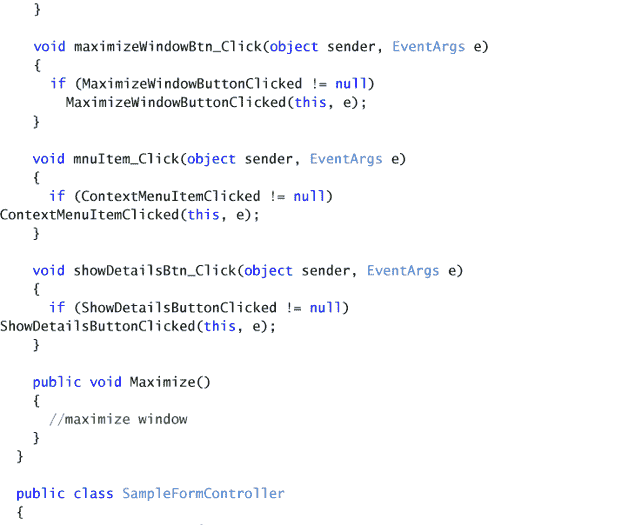 }
void maximizeWindowBtn_Click(object sender, EventArgs e)
{
if (MaximizeWindowButtonClicked != null)
MaximizeWindowButtonClicked(this, e);
}
void mnuItem_Click(object sender, EventArgs e)
{
if (ContextMenuItemClicked != null)
ContextMenuItemClicked(this, e);
}
void showDetailsBtn_Click(object sender, EventArgs e)
{
if (ShowDetailsButtonClicked != null)
ShowDetailsButtonClicked(this, e);
}
public void Maximize()
{
//maximize window
}
}
public class SampleFormController
{